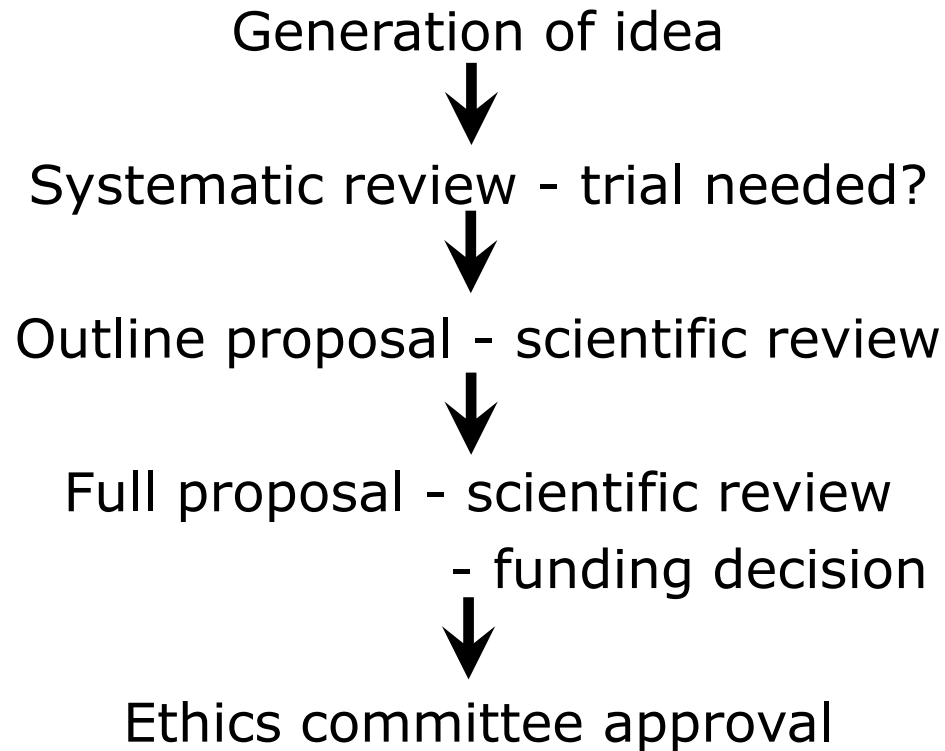 Generation of idea
Systematic review - trial needed?
Outline proposal - scientific review
Full proposal - scientific review
- funding decision
Ethics committee approval